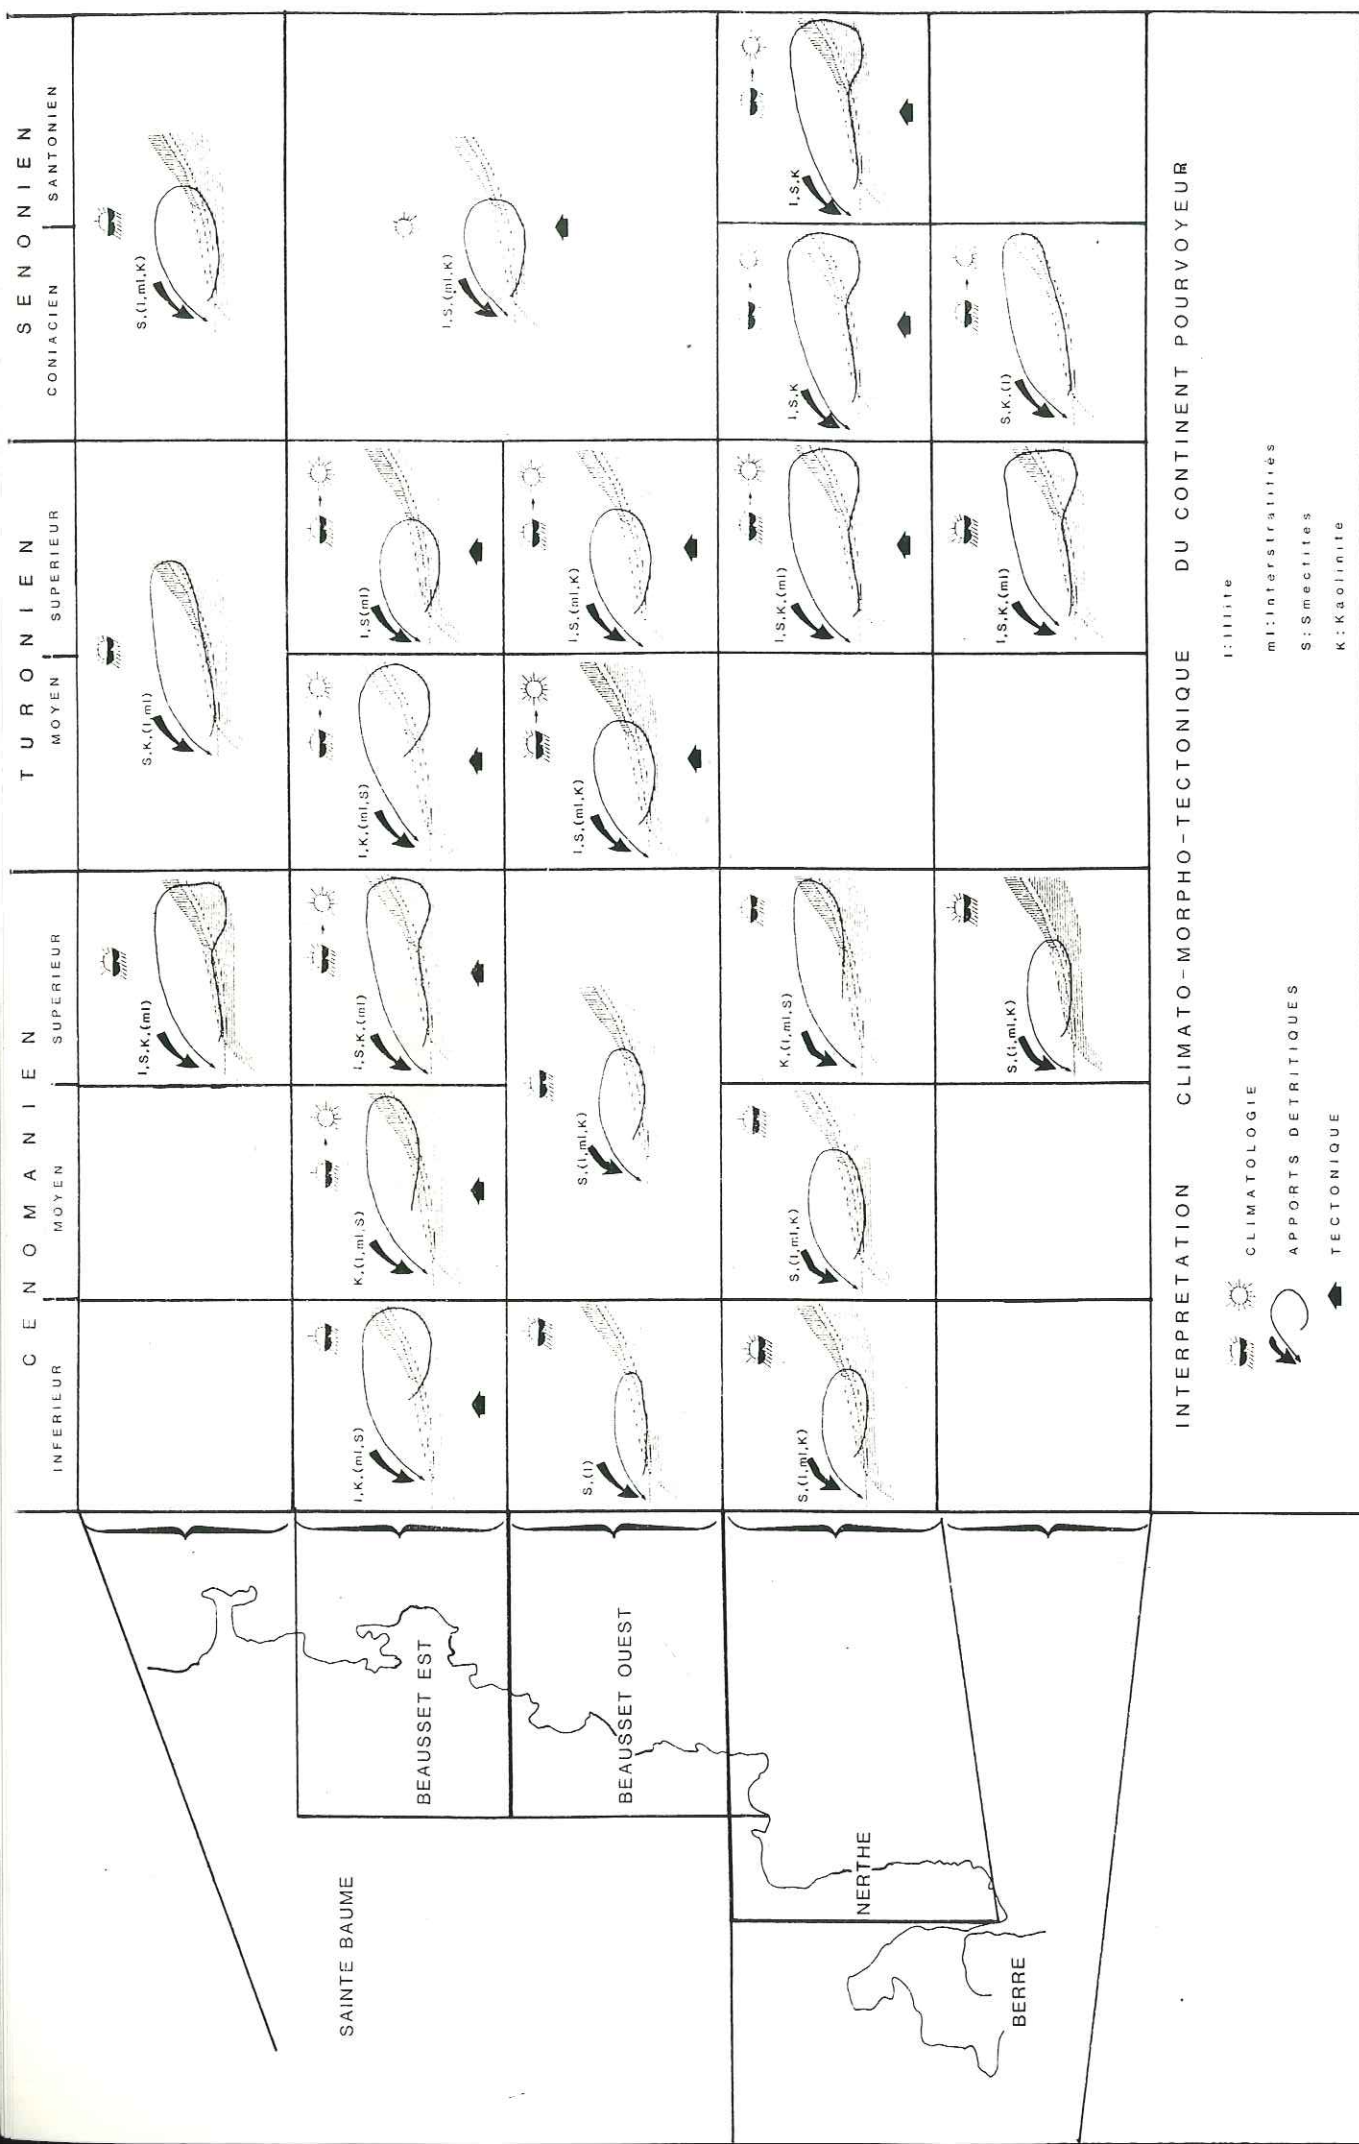 CENOMANIEN
TURONIEN
SENONIEN
INFERIEUR
MOYEN
SUPERIEUR
MOYEN
SUPERIEUR
CONIACIEN
SANTONIEN
SAINTE BAUME
I,S,K,(ml)
S,K,(I,ml)
S,(I,ml,K)
BEAUSSET EST
I,K,(ml,S)
K,(I,ml,S)
I,S,K,(ml)
I,K,(ml,S)
I,S(ml)
I,S,(ml,K)
BEAUSSET OUEST
S,(I)
S,(I,ml,K)
I,S,(ml,K)
I,S,(ml,K)
NERTHE
S,(I,ml,K)
S,(I,ml,K)
K,(I,ml,S)
I,S,K,(ml)
I,S,K
I,S,K
BERRE
S,(I,ml,K)
I,S,K,(ml)
S,K,(I)
INTERPRETATION CLIMATO-MORPHO-TECTONIQUE DU CONTINENT POURVOYEUR
CLIMATOLOGIE
APPORTS DETRITIQUES
TECTONIQUE
I:Illite
ml:Interstratifiés
S:Smectites
K:Kaolinite